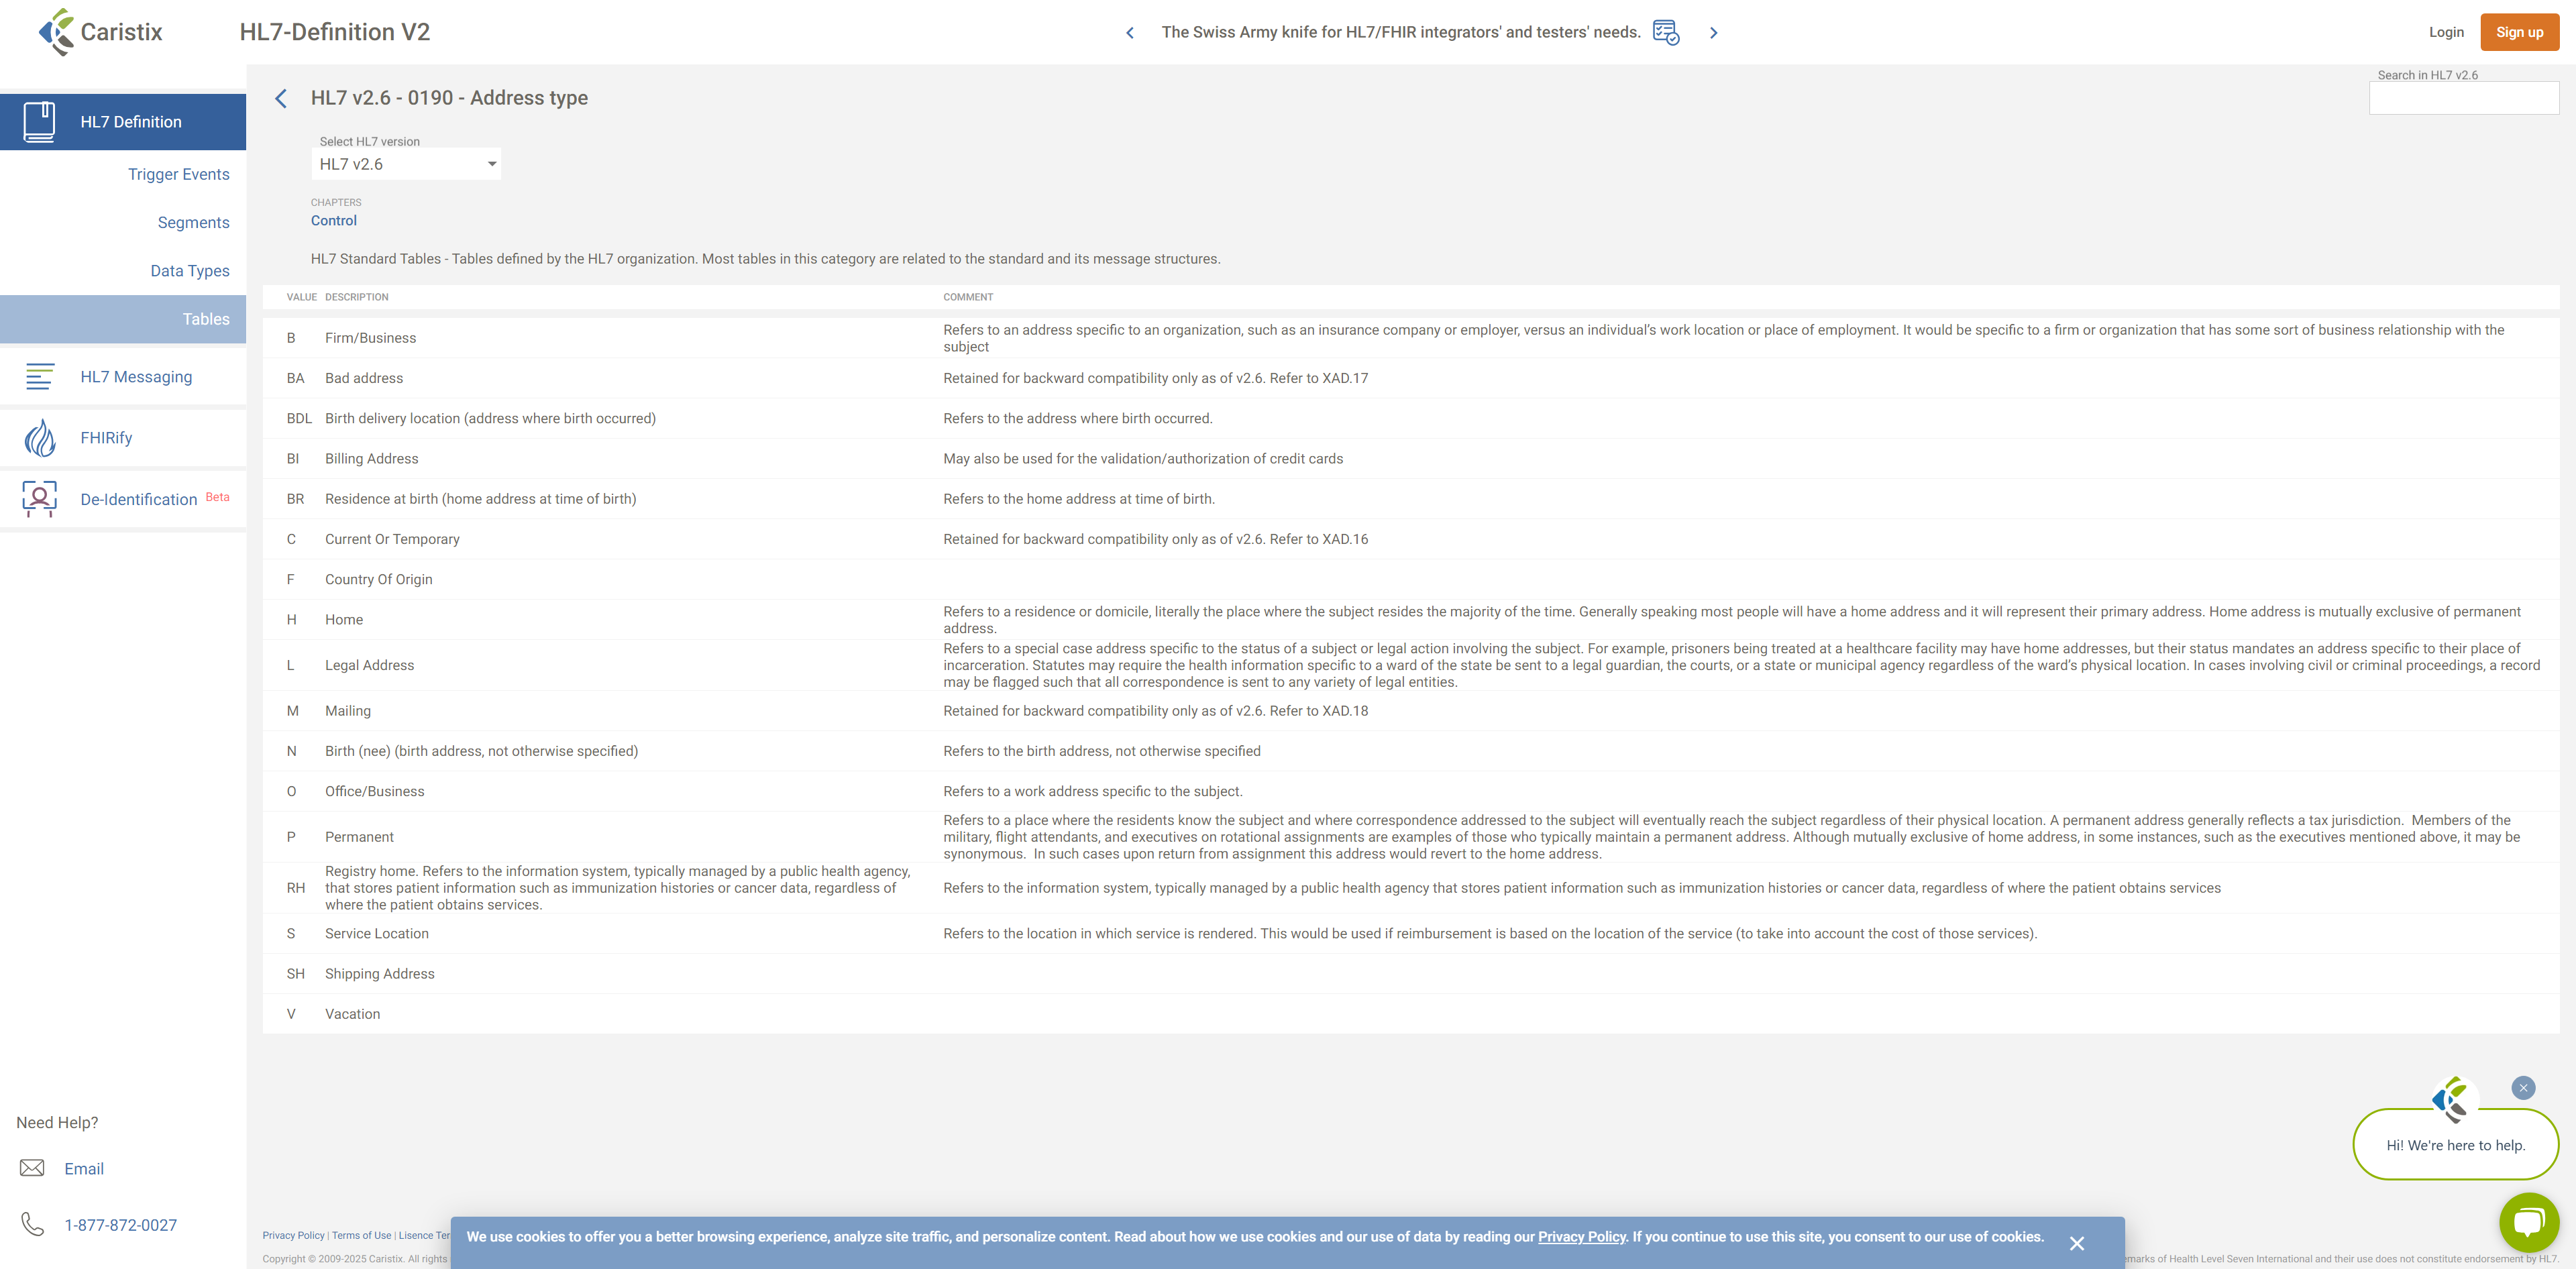 Caristix
HL7-Definition V2
The Swiss Army knife for HL7/FHIR integrators' and testers' needs.
Login
Sign up
HL7 Definition
Trigger Events
Segments
Data Types
Tables
HL7 Messaging
FHIRify
De-Identification Beta
Need Help?
Email
1-877-872-0027
HL7 v2.6 - 0190 - Address type
Search in HL7 v2.6
Select HL7 version
HL7 v2.6
CHAPTERS
Control
HL7 Standard Tables - Tables defined by the HL7 organization. Most tables in this category are related to the standard and its message structures.
VALUE DESCRIPTION COMMENT
B Firm/Business Refers to an address specific to an organization, such as an insurance company or employer, versus an individual's work location or place of employment. It would be specific to a firm or organization that has some sort of business relationship with the
subject
BA Bad address Retained for backward compatibility only as of v2.6. Refer to XAD.17
BDL Birth delivery location (address where birth occurred) Refers to the address where birth occurred.
BI Billing Address May also be used for the validation/authorization of credit cards
BR Residence at birth (home address at time of birth) Refers to the home address at time of birth.
C Current Or Temporary Retained for backward compatibility only as of v2.6. Refer to XAD.16
F Country Of Origin
H Home Refers to a residence or domicile, literally the place where the subject resides the majority of the time. Generally speaking most people will have a home address and it will represent their primary address. Home address is mutually exclusive of permanent
address.
L Legal Address Refers to a special case address specific to the status of a subject or legal action involving the subject. For example, prisoners being treated at a healthcare facility may have home addresses, but their status mandates an address specific to their place of
incarceration. Statutes may require the health information specific to a ward of the state be sent to a legal guardian, the courts, or a state or municipal agency regardless of the ward's physical location. In cases involving civil or criminal proceedings, a record
may be flagged such that all correspondence is sent to any variety of legal entities.
M Mailing Retained for backward compatibility only as of v2.6. Refer to XAD.18
N Birth (nee) (birth address, not otherwise specified) Refers to the birth address, not otherwise specified
O Office/Business Refers to a work address specific to the subject.
P Permanent Refers to a place where the residents know the subject and where correspondence addressed to the subject will eventually reach the subject regardless of their physical location. A permanent address generally reflects a tax jurisdiction. Members of the
military, flight attendants, and executives on rotational assignments are examples of those who typically maintain a permanent address. Although mutually exclusive of home address, in some instances, such as the executives mentioned above, it may be
synonymous. In such cases upon return from assignment this address would revert to the home address.
RH Registry home. Refers to the information system, typically managed by a public health agency,
that stores patient information such as immunization histories or cancer data, regardless of
where the patient obtains services.
Refers to the information system, typically managed by a public health agency that stores patient information such as immunization histories or cancer data, regardless of where the patient obtains services
S Service Location Refers to the location in which service is rendered. This would be used if reimbursement is based on the location of the service (to take into account the cost of those services).
SH Shipping Address
V Vacation
Hi! We're here to help.
Privacy Policy | Terms of Use | Lisence Ter
We use cookies to offer you a better browsing experience, analyze site traffic, and personalize content. Read about how we use cookies and our use of data by reading our Privacy Policy. If you continue to use this site, you consent to our use of cookies.
Copyright © 2009-2025 Caristix. All rights
emarks of Health Level Seven International and their use does not constitute endorsement by HL7.